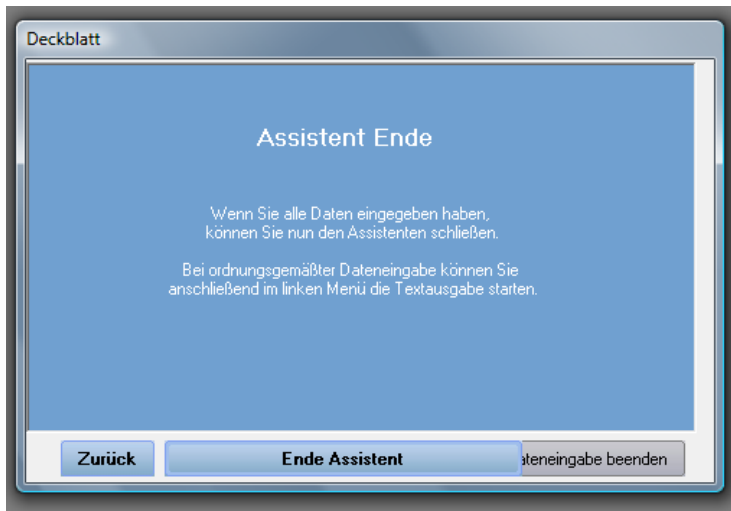 Deckblatt
Assistent Ende
Wenn Sie alle Daten eingegeben haben,
können Sie nun den Assistenten schließen.
Bei ordnungsgemäßter Dateneingabe können Sie
anschließend im linken Menü die Textausgabe starten.
Zurück
Ende Assistent
ateneingabe beenden